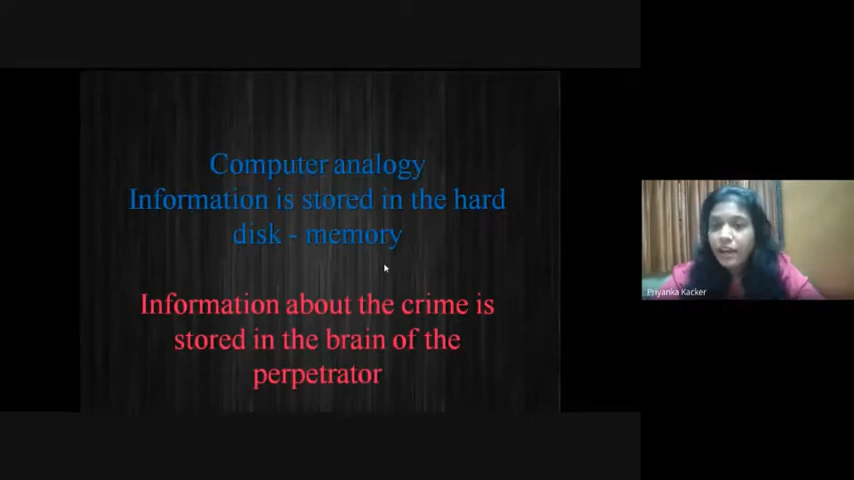 Computer analogy
Information is stored in the hard
disk - memory
Information about the crime is
stored in the brain of the
perpetrator
Priyanka Kacker